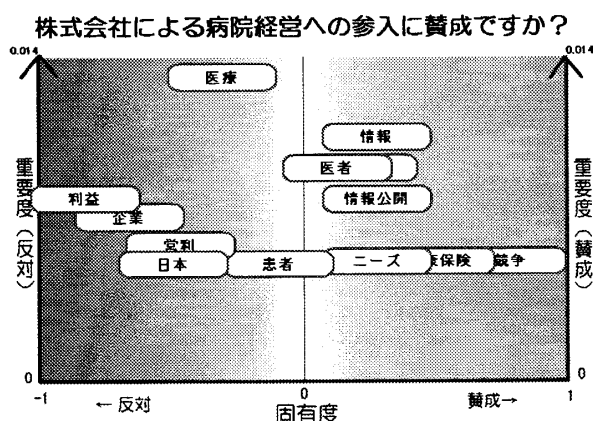 株式会社による病院経営への参入に賛成ですか？
0.014
0.014
医療
情報
医者
利益
情報公開
企業
営利
日本
患者
ニーズ
保険
競争
重要度（反対）
重要度（賛成）
0
0
-1
0
1
← 反対
固有度
賛成→